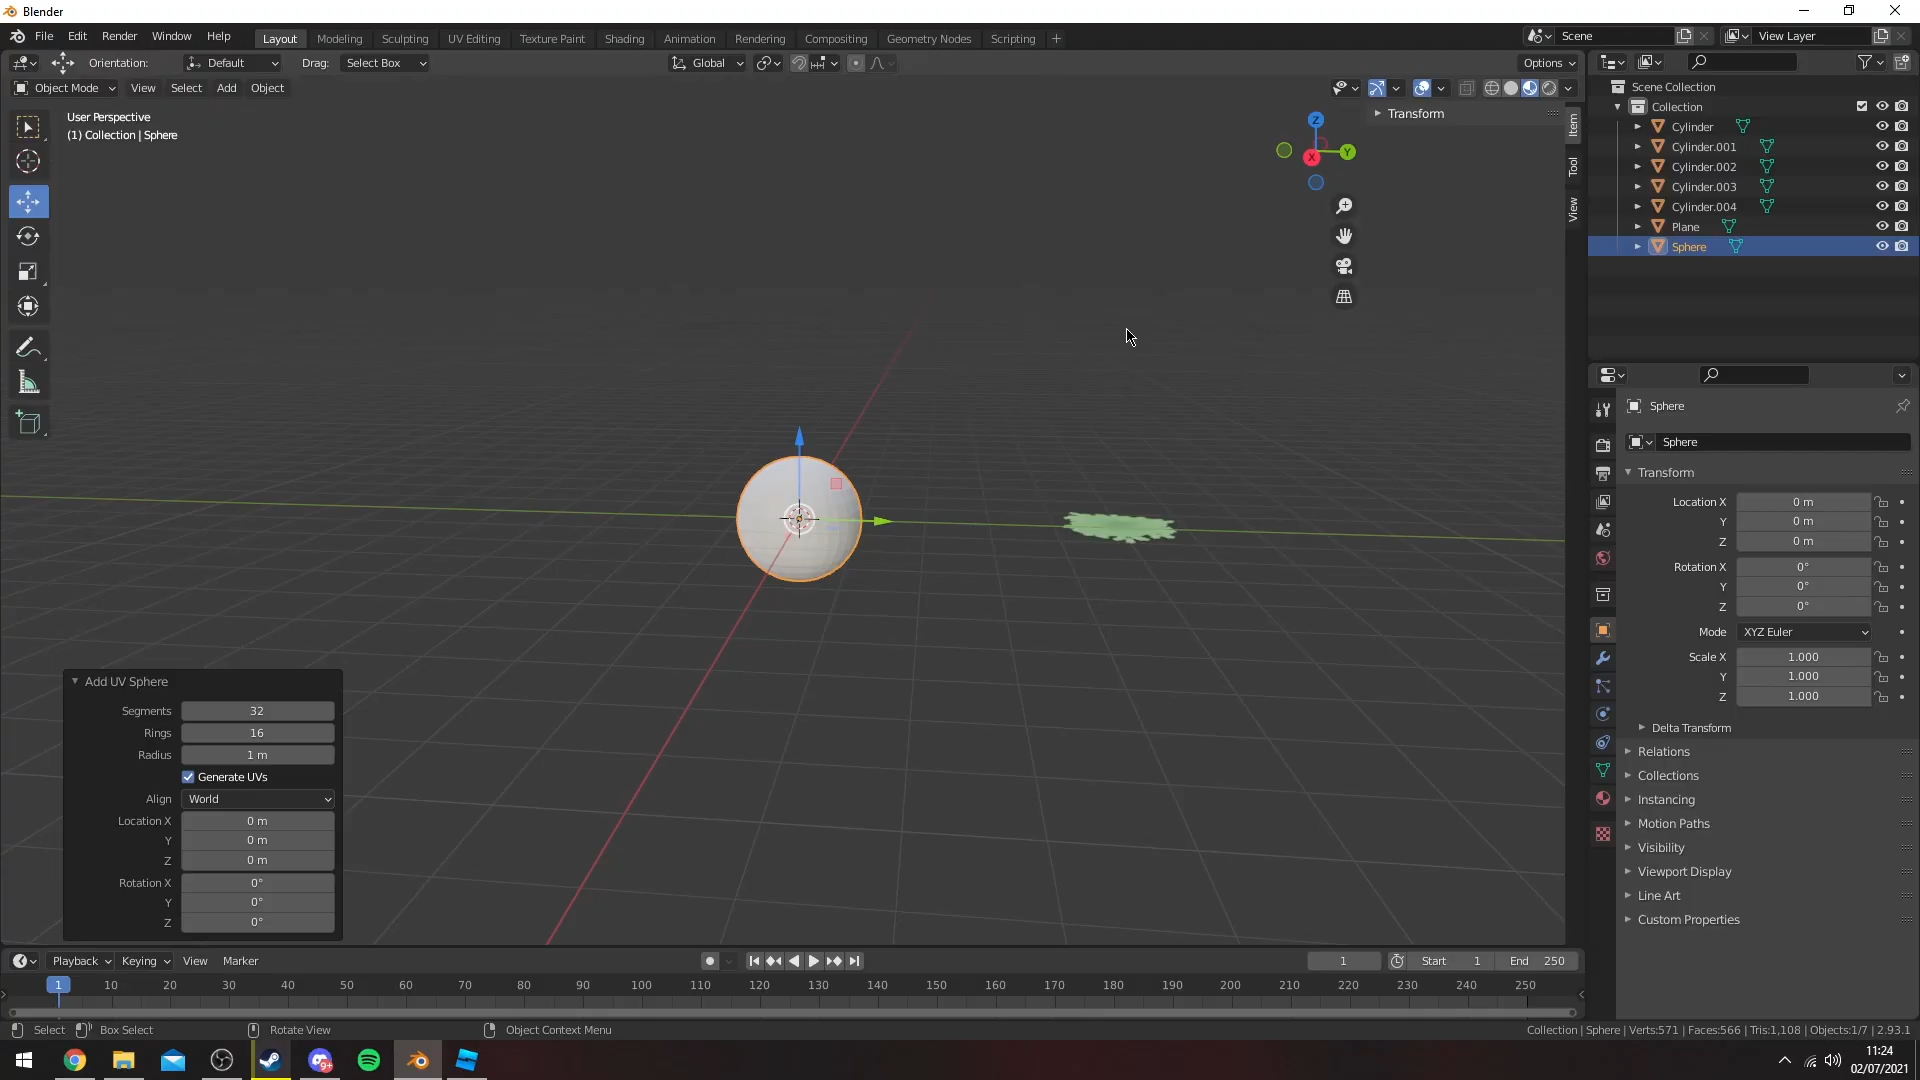 Blender
File Edit Render Window Help
Layout Modeling Sculpting UV Editing Texture Paint Shading Animation Rendering Compositing Geometry Nodes Scripting +
Scene
View Layer
Orientation: Default Drag: Select Box
Global
Options
Object Mode View Select Add Object
User Perspective
(1) Collection | Sphere
Z
Y
X
Transform
Item
Tool
View
Scene Collection
Collection
Cylinder
Cylinder.001
Cylinder.002
Cylinder.003
Cylinder.004
Plane
Sphere
Sphere
Sphere
Transform
Location X 0 m
Y 0 m
Z 0 m
Rotation X 0°
Y 0°
Z 0°
Mode XYZ Euler
Scale X 1.000
Y 1.000
Z 1.000
Delta Transform
Relations
Collections
Instancing
Motion Paths
Visibility
Viewport Display
Line Art
Custom Properties
Add UV Sphere
Segments 32
Rings 16
Radius 1 m
Generate UVs
Align World
Location X 0 m
Y 0 m
Z 0 m
Rotation X 0°
Y 0°
Z 0°
Playback Keying View Marker
1 Start 1 End 250
1 10 20 30 40 50 60 70 80 90 100 110 120 130 140 150 160 170 180 190 200 210 220 230 240 250
Select Box Select Rotate View Object Context Menu
Collection | Sphere | Verts:571 | Faces:566 | Tris:1,108 | Objects:1/7 | 2.93.1
9+
11:24
02/07/2021